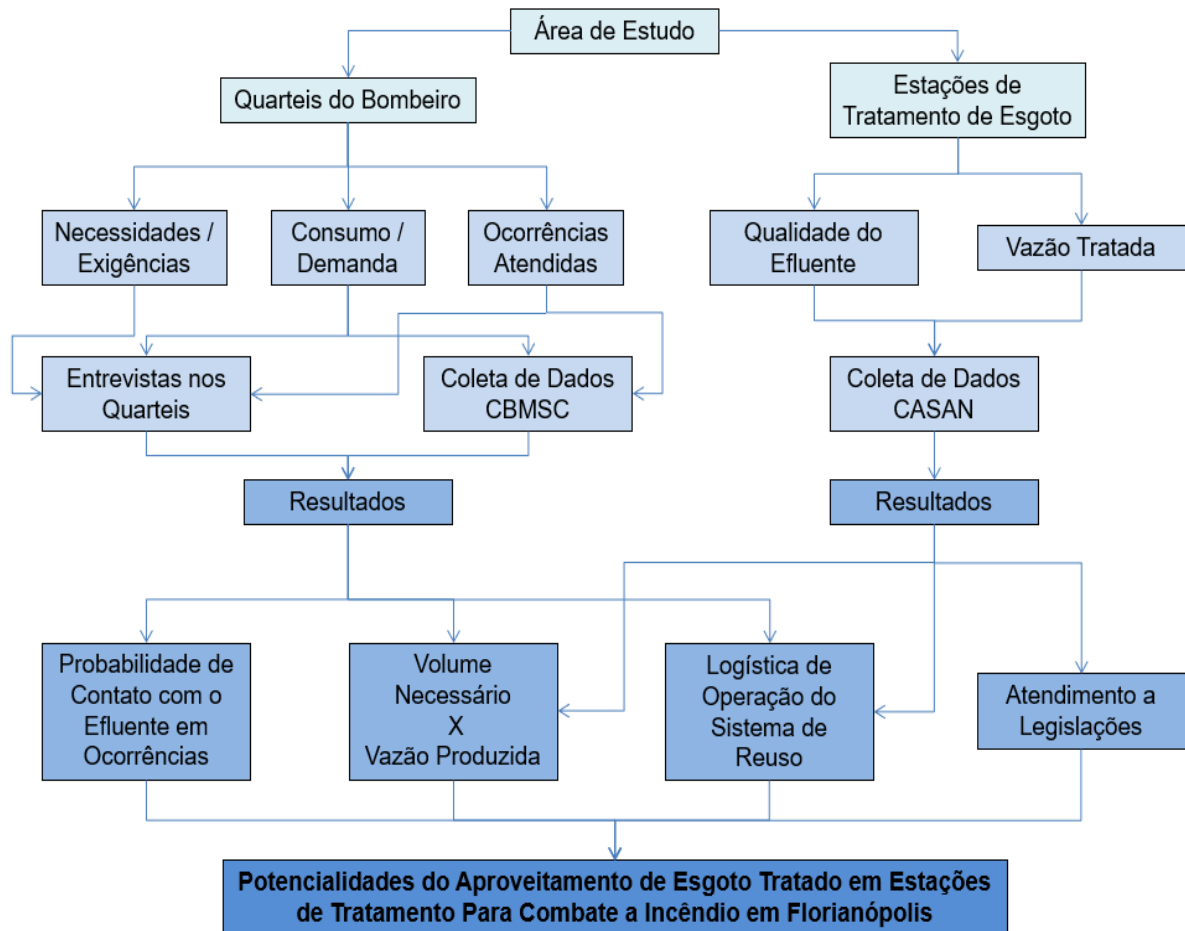 Área de Estudo
Quarteis do Bombeiro
Estações de
Tratamento de Esgoto
Necessidades /
Exigências
Consumo /
Demanda
Ocorrências
Atendidas
Qualidade do
Efluente
Vazão Tratada
Entrevistas nos
Quarteis
Coleta de Dados
CBMSC
Coleta de Dados
CASAN
Resultados
Resultados
Probabilidade de
Contato com o
Efluente em
Ocorrências
Volume
Necessário
X
Vazão Produzida
Logística de
Operação do
Sistema de
Reuso
Atendimento a
Legislações
Potencialidades do Aproveitamento de Esgoto Tratado em Estações
de Tratamento Para Combate a Incêndio em Florianópolis